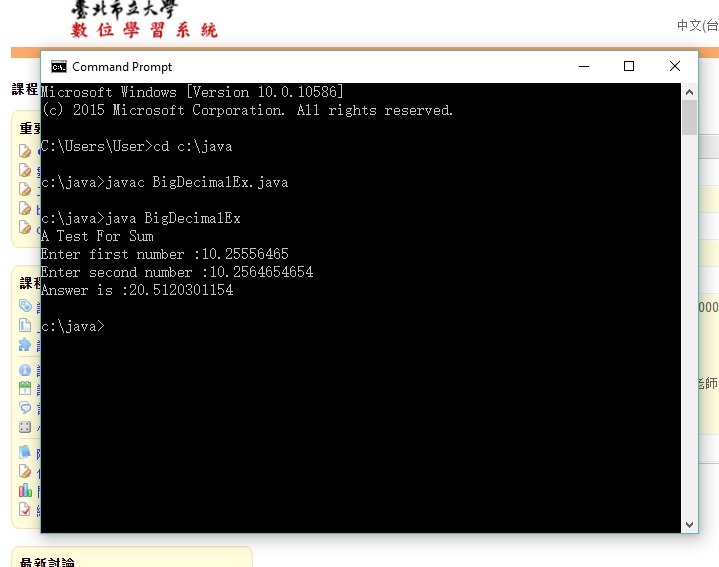 臺北市立大學
數位學習系統
中文(台
課程
Command Prompt
Microsoft Windows [Version 10.0.10586]
(c) 2015 Microsoft Corporation. All rights reserved.
C:\Users\User>cd c:\java
c:\java>javac BigDecimalEx.java
c:\java>java BigDecimalEx
A Test For Sum
Enter first number :10.25556465
Enter second number :10.2564654654
Answer is :20.5120301154
c:\java>
重要
課程
000
老師
最新討論